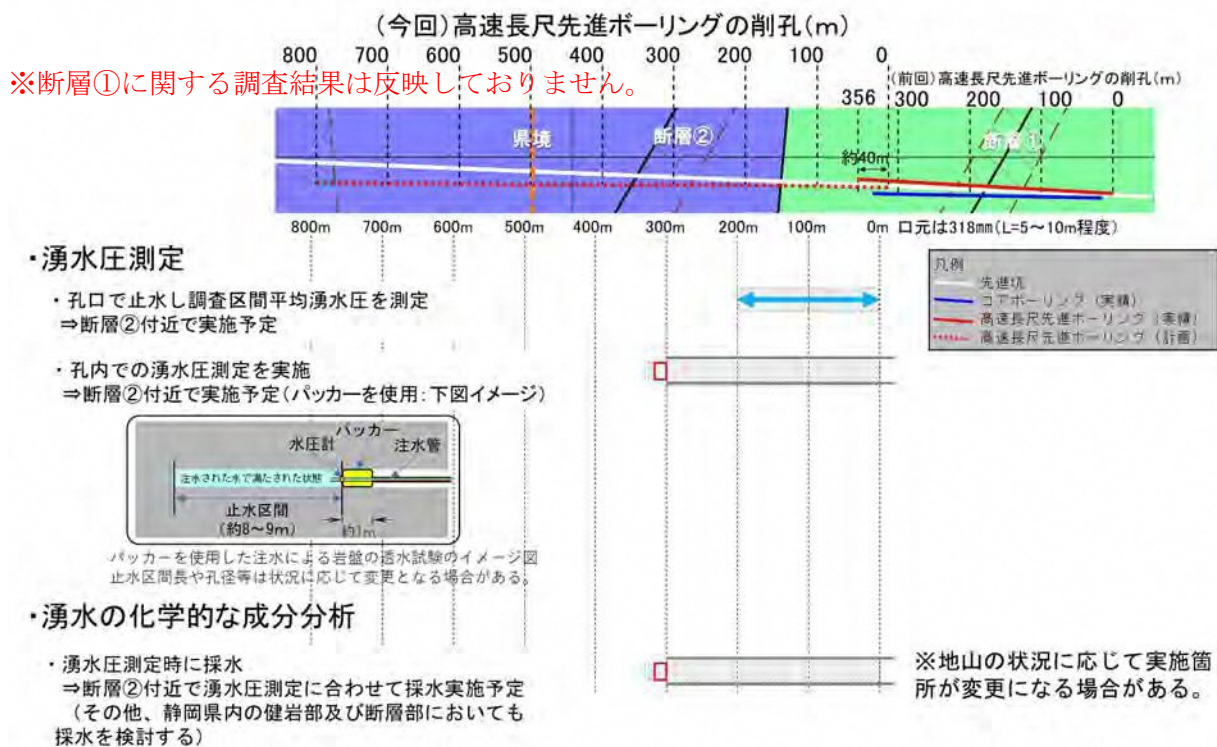 (今回)高速長尺先進ボーリングの削孔(m)
800 700 600 500 400 300 200 100 0
※断層①に関する調査結果は反映しておりません。
(前回)高速長尺先進ボーリングの削孔(m)
356 300 200 100 0
県境
断層②
断層①
約40m
800m 700m 600m 500m 400m 300m 200m 100m 0m
口元は318mm(L=5～10m程度)
・湧水圧測定
凡例
先進坑
コアボーリング（実績）
高速長尺先進ボーリング（実績）
高速長尺先進ボーリング（計画）
・孔口で止水し調査区間平均湧水圧を測定
⇒断層②付近で実施予定
・孔内での湧水圧測定を実施
⇒断層②付近で実施予定(パッカーを使用:下図イメージ)
パッカー
水圧計
注水管
注水された水で満たされた状態
止水区間
(約8～9m)
約1m
パッカーを使用した注水による岩盤の透水試験のイメージ図
止水区間長や孔径等は状況に応じて変更となる場合がある。
・湧水の化学的な成分分析
・湧水圧測定時に採水
⇒断層②付近で湧水圧測定に合わせて採水実施予定
（その他、静岡県内の健岩部及び断層部においても
採水を検討する）
※地山の状況に応じて実施箇
所が変更になる場合がある。